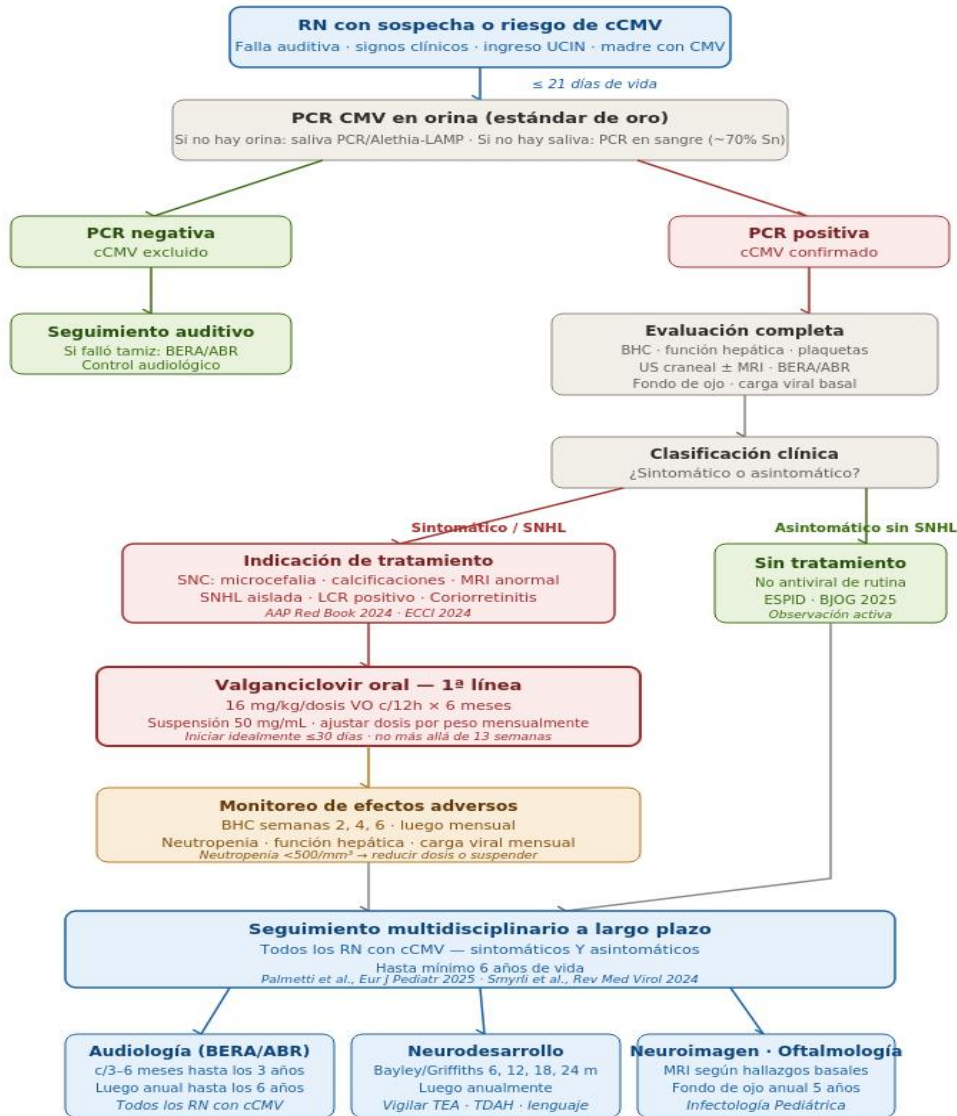 RN con sospecha o riesgo de cCMV
Falla auditiva · signos clínicos · ingreso UCIN · madre con CMV
≤ 21 días de vida
PCR CMV en orina (estándar de oro)
Si no hay orina: saliva PCR/Alethia-LAMP · Si no hay saliva: PCR en sangre (~70% Sn)
PCR negativa
cCMV excluido
PCR positiva
cCMV confirmado
Seguimiento auditivo
Si falló tamiz: BERA/ABR
Control audiológico
Evaluación completa
BHC · función hepática · plaquetas
US craneal ± MRI · BERA/ABR
Fondo de ojo · carga viral basal
Clasificación clínica
¿Sintomático o asintomático?
Sintomático / SNHL
Asintomático sin SNHL
Indicación de tratamiento
SNC: microcefalia · calcificaciones · MRI anormal
SNHL aislada · LCR positivo · Coriorretinitis
AAP Red Book 2024 · ECCI 2024
Sin tratamiento
No antiviral de rutina
ESPID · BJOG 2025
Observación activa
Valganciclovir oral — 1ª línea
16 mg/kg/dosis VO c/12h × 6 meses
Suspensión 50 mg/mL · ajustar dosis por peso mensualmente
Iniciar idealmente ≤30 días · no más allá de 13 semanas
Monitoreo de efectos adversos
BHC semanas 2, 4, 6 · luego mensual
Neutropenia · función hepática · carga viral mensual
Neutropenia <500/mm³ → reducir dosis o suspender
Seguimiento multidisciplinario a largo plazo
Todos los RN con cCMV — sintomáticos Y asintomáticos
Hasta mínimo 6 años de vida
Palmetti et al., Eur J Pediatr 2025 · Smyrli et al., Rev Med Virol 2024
Audiología (BERA/ABR)
c/3–6 meses hasta los 3 años
Luego anual hasta los 6 años
Todos los RN con cCMV
Neurodesarrollo
Bayley/Griffiths 6, 12, 18, 24 m
Luego anualmente
Vigilar TEA · TDAH · lenguaje
Neuroimagen · Oftalmología
MRI según hallazgos basales
Fondo de ojo anual 5 años
Infectología Pediátrica